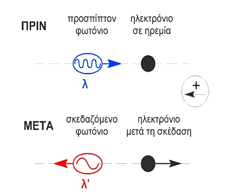 ΠΡΙΝ
προσπίπτον φωτόνιο
ηλεκτρόνιο σε ηρεμία
λ
+
ΜΕΤΑ
σκεδαζόμενο φωτόνιο
ηλεκτρόνιο μετά τη σκέδαση
λ'